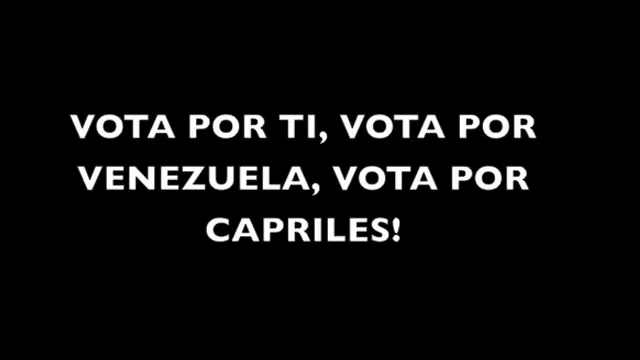 VOTA POR TI, VOTA POR
VENEZUELA, VOTA POR
CAPRILES!